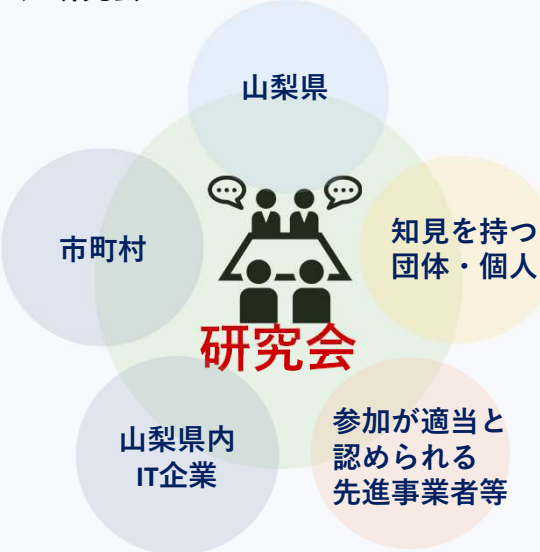 山梨県
市町村
知見を持つ
団体・個人
研究会
山梨県内
IT企業
参加が適当と
認められる
先進事業者等